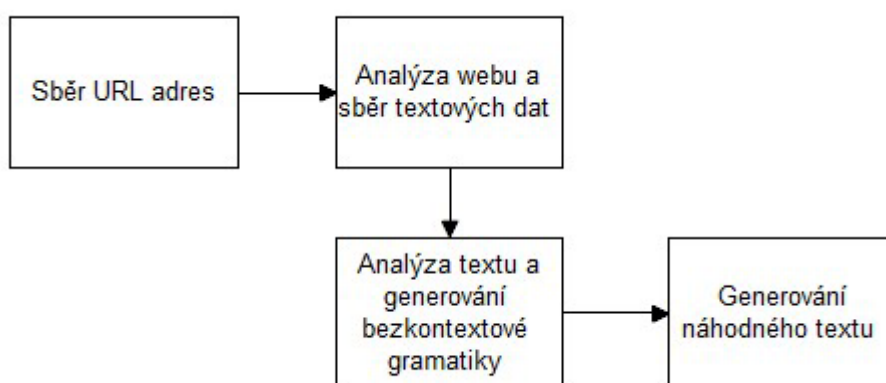 Sběr URL adres
Analýza webu a
sběr textových dat
Analýza textu a
generování
bezkontextové
gramatiky
Generování
náhodného textu